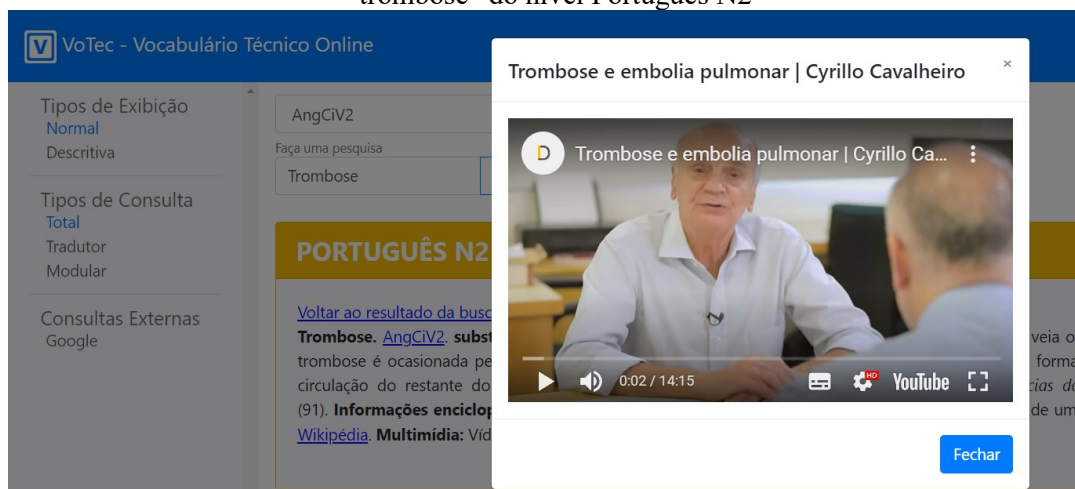 trombose" do nível Português N2
V VoTec - Vocabulário Técnico Online
Trombose e embolia pulmonar | Cyrillo Cavalheiro ×
Tipos de Exibição
Normal
Descritiva
Tipos de Consulta
Total
Tradutor
Modular
Consultas Externas
Google
AngCiV2
Faça uma pesquisa
Trombose
PORTUGUÊS N2
Voltar ao resultado da busc
Trombose. AngCiV2. subst
trombose é ocasionada pe
circulação do restante do
(91). Informações enciclop
Wikipédia. Multimídia: Víd
D Trombose e embolia pulmonar | Cyrillo Ca...
0:02 / 14:15 HD YouTube
veia o
forma
cias do
de um
Fechar